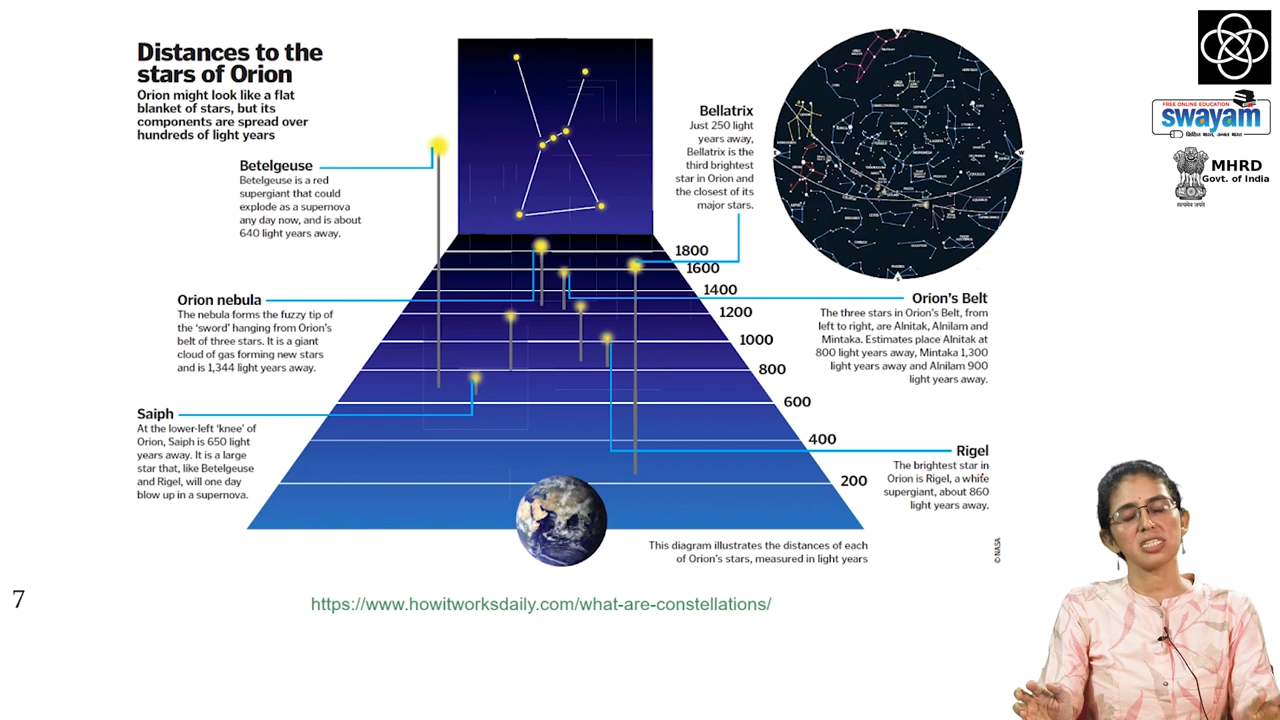 Distances to the
stars of Orion
Orion might look like a flat
blanket of stars, but its
components are spread over
hundreds of light years
Betelgeuse
Betelgeuse is a red
supergiant that could
explode as a supernova
any day now, and is about
640 light years away.
Orion nebula
The nebula forms the fuzzy tip of
the ‘sword’ hanging from Orion’s
belt of three stars. It is a giant
cloud of gas forming new stars
and is 1,344 light years away.
Saiph
At the lower-left ‘knee’ of
Orion, Saiph is 650 light
years away. It is a large
star that, like Betelgeuse
and Rigel, will one day
blow up in a supernova.
Bellatrix
Just 250 light
years away,
Bellatrix is the
third brightest
star in Orion and
the closest of its
major stars.
1800
1600
1400
1200
1000
800
600
400
200
Orion’s Belt
The three stars in Orion’s Belt, from
left to right, are Alnitak, Alnilam and
Mintaka. Estimates place Alnitak at
800 light years away, Mintaka 1,300
light years away and Alnilam 900
light years away.
Rigel
The brightest star in
Orion is Rigel, a white
supergiant, about 860
light years away.
This diagram illustrates the distances of each
of Orion’s stars, measured in light years
© NASA
7
https://www.howitworksdaily.com/what-are-constellations/
FREE ONLINE EDUCATION
swayam
शिक्षित भारत, उन्नत भारत
MHRD
Govt. of India
सत्यमेव जयते